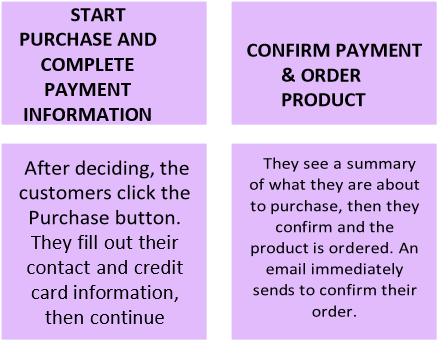 START
PURCHASE AND
COMPLETE
PAYMENT
INFORMATION
CONFIRM PAYMENT
& ORDER
PRODUCT
After deciding, the
customers click the
Purchase button.
They fill out their
contact and credit
card information,
then continue
They see a summary
of what they are about
to purchase, then they
confirm and the
product is ordered. An
email immediately
sends to confirm their
order.